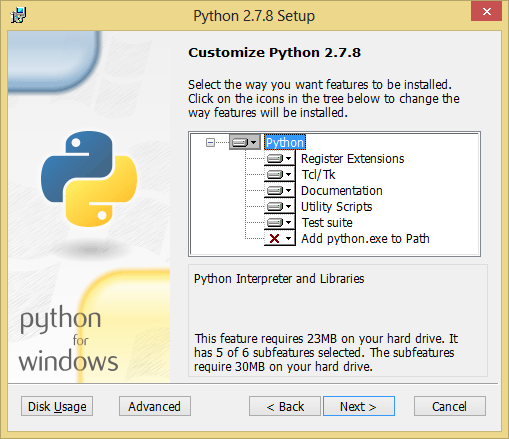 Python 2.7.8 Setup
Customize Python 2.7.8
Select the way you want features to be installed.
Click on the icons in the tree below to change the
way features will be installed.
Python
Register Extensions
Tcl/Tk
Documentation
Utility Scripts
Test suite
Add python.exe to Path
Python Interpreter and Libraries
This feature requires 23MB on your hard drive. It
has 5 of 6 subfeatures selected. The subfeatures
require 30MB on your hard drive.
python
for
windows
Disk Usage
Advanced
< Back
Next >
Cancel